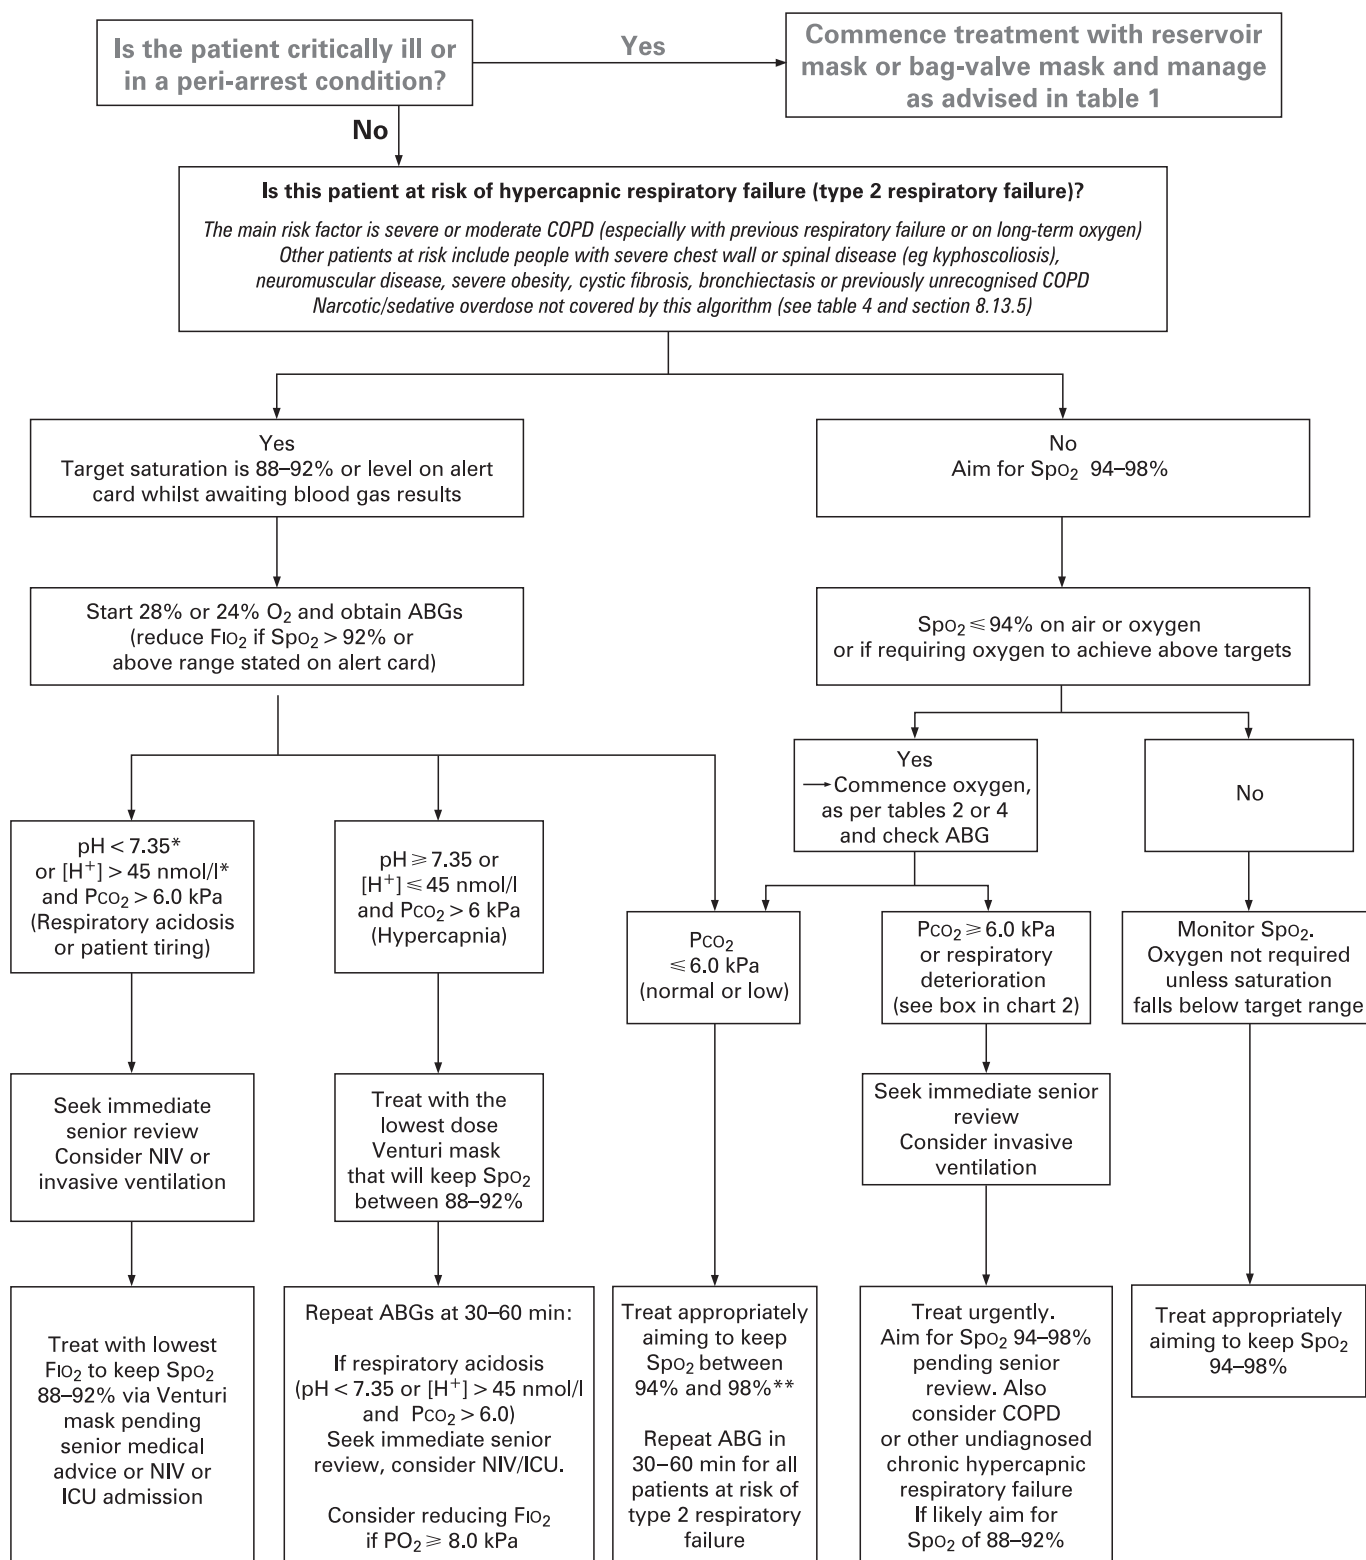 Is the patient critically ill or
in a peri-arrest condition?
Yes
Commence treatment with reservoir
mask or bag-valve mask and manage
as advised in table 1
No
Is this patient at risk of hypercapnic respiratory failure (type 2 respiratory failure)?
The main risk factor is severe or moderate COPD (especially with previous respiratory failure or on long-term oxygen)
Other patients at risk include people with severe chest wall or spinal disease (eg kyphoscoliosis),
neuromuscular disease, severe obesity, cystic fibrosis, bronchiectasis or previously unrecognised COPD
Narcotic/sedative overdose not covered by this algorithm (see table 4 and section 8.13.5)
Yes
Target saturation is 88–92% or level on alert
card whilst awaiting blood gas results
No
Aim for SpO₂ 94–98%
Start 28% or 24% O₂ and obtain ABGs
(reduce FIO₂ if SpO₂ > 92% or
above range stated on alert card)
SpO₂ ≤ 94% on air or oxygen
or if requiring oxygen to achieve above targets
Yes
→ Commence oxygen,
as per tables 2 or 4
and check ABG
No
pH < 7.35*
or [H⁺] > 45 nmol/l*
and PCO₂ > 6.0 kPa
(Respiratory acidosis
or patient tiring)
pH ≥ 7.35 or
[H⁺] ≤ 45 nmol/l
and PCO₂ > 6 kPa
(Hypercapnia)
PCO₂
≤ 6.0 kPa
(normal or low)
PCO₂ ≥ 6.0 kPa
or respiratory
deterioration
(see box in chart 2)
Monitor SpO₂.
Oxygen not required
unless saturation
falls below target range
Seek immediate
senior review
Consider NIV or
invasive ventilation
Treat with the
lowest dose
Venturi mask
that will keep SpO₂
between 88–92%
Seek immediate senior
review
Consider invasive
ventilation
Treat with lowest
FIO₂ to keep SpO₂
88–92% via Venturi
mask pending
senior medical
advice or NIV or
ICU admission
Repeat ABGs at 30–60 min:
If respiratory acidosis
(pH < 7.35 or [H⁺] > 45 nmol/l
and PCO₂ > 6.0)
Seek immediate senior
review, consider NIV/ICU.
Consider reducing FIO₂
if PO₂ ≥ 8.0 kPa
Treat appropriately
aiming to keep
SpO₂ between
94% and 98%**
Repeat ABG in
30–60 min for all
patients at risk of
type 2 respiratory
failure
Treat urgently.
Aim for SpO₂ 94–98%
pending senior
review. Also
consider COPD
or other undiagnosed
chronic hypercapnic
respiratory failure
If likely aim for
SpO₂ of 88–92%
Treat appropriately
aiming to keep SpO₂
94–98%